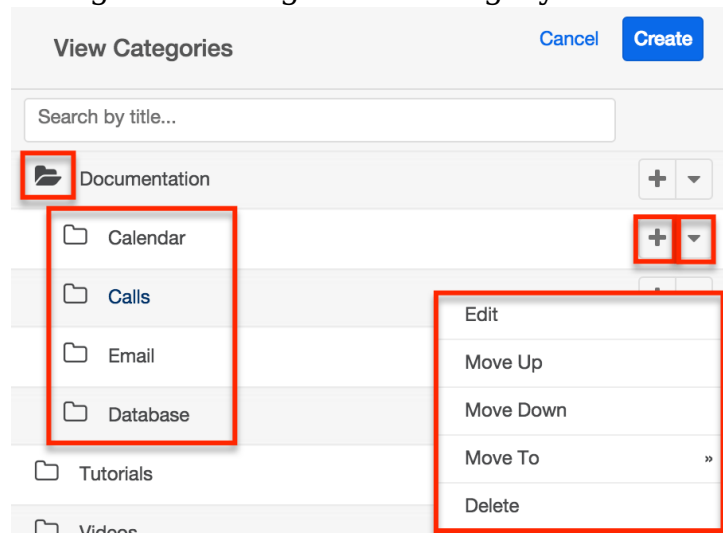 View Categories
Cancel
Create
Search by title...
Documentation
Calendar
Calls
Edit
Email
Move Up
Database
Move Down
Move To »
Tutorials
Delete
Videos